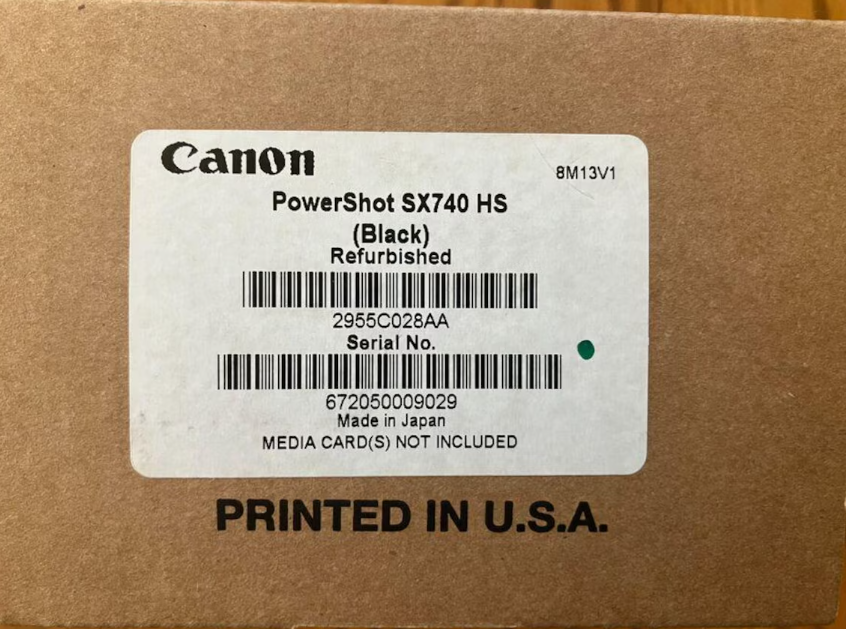 Canon
8M13V1
PowerShot SX740 HS
(Black)
Refurbished
2955C028AA
Serial No.
672050009029
Made in Japan
MEDIA CARD(S) NOT INCLUDED
PRINTED IN U.S.A.